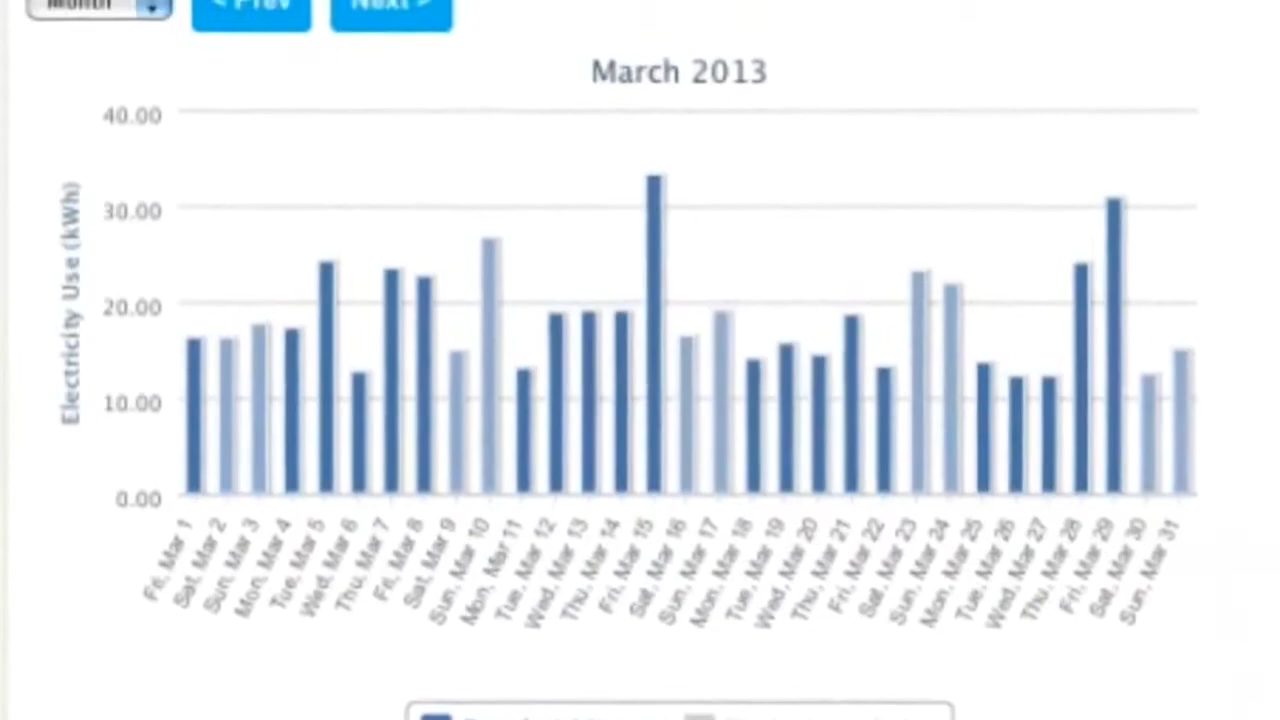 Month < Prev Next >
March 2013
Electricity Use (kWh)
40.00
30.00
20.00
10.00
0.00
Fri, Mar 1
Sat, Mar 2
Sun, Mar 3
Mon, Mar 4
Tue, Mar 5
Wed, Mar 6
Thu, Mar 7
Fri, Mar 8
Sat, Mar 9
Sun, Mar 10
Mon, Mar 11
Tue, Mar 12
Wed, Mar 13
Thu, Mar 14
Fri, Mar 15
Sat, Mar 16
Sun, Mar 17
Mon, Mar 18
Tue, Mar 19
Wed, Mar 20
Thu, Mar 21
Fri, Mar 22
Sat, Mar 23
Sun, Mar 24
Mon, Mar 25
Tue, Mar 26
Wed, Mar 27
Thu, Mar 28
Fri, Mar 29
Sat, Mar 30
Sun, Mar 31